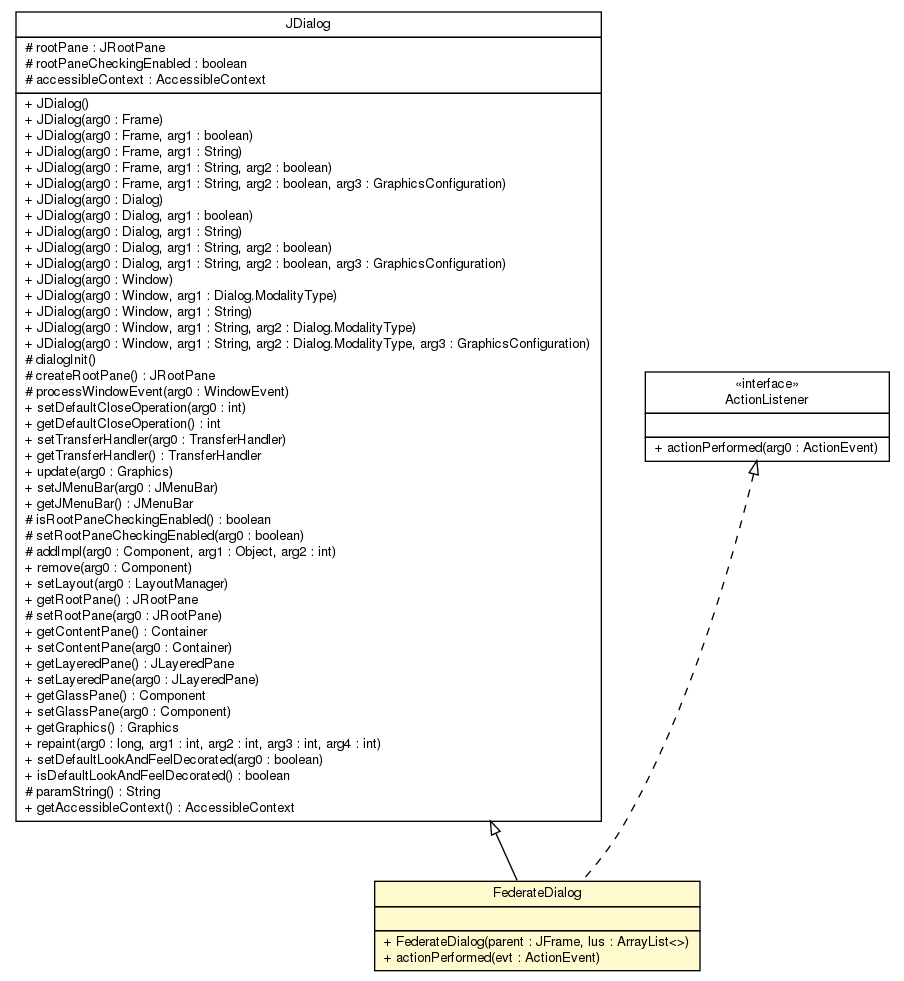 JDialog
# rootPane : JRootPane
# rootPaneCheckingEnabled : boolean
# accessibleContext : AccessibleContext
+ JDialog()
+ JDialog(arg0 : Frame)
+ JDialog(arg0 : Frame, arg1 : boolean)
+ JDialog(arg0 : Frame, arg1 : String)
+ JDialog(arg0 : Frame, arg1 : String, arg2 : boolean)
+ JDialog(arg0 : Frame, arg1 : String, arg2 : boolean, arg3 : GraphicsConfiguration)
+ JDialog(arg0 : Dialog)
+ JDialog(arg0 : Dialog, arg1 : boolean)
+ JDialog(arg0 : Dialog, arg1 : String)
+ JDialog(arg0 : Dialog, arg1 : String, arg2 : boolean)
+ JDialog(arg0 : Dialog, arg1 : String, arg2 : boolean, arg3 : GraphicsConfiguration)
+ JDialog(arg0 : Window)
+ JDialog(arg0 : Window, arg1 : Dialog.ModalityType)
+ JDialog(arg0 : Window, arg1 : String)
+ JDialog(arg0 : Window, arg1 : String, arg2 : Dialog.ModalityType)
+ JDialog(arg0 : Window, arg1 : String, arg2 : Dialog.ModalityType, arg3 : GraphicsConfiguration)
# dialogInit()
# createRootPane() : JRootPane
# processWindowEvent(arg0 : WindowEvent)
+ setDefaultCloseOperation(arg0 : int)
+ getDefaultCloseOperation() : int
+ setTransferHandler(arg0 : TransferHandler)
+ getTransferHandler() : TransferHandler
+ update(arg0 : Graphics)
+ setJMenuBar(arg0 : JMenuBar)
+ getJMenuBar() : JMenuBar
# isRootPaneCheckingEnabled() : boolean
# setRootPaneCheckingEnabled(arg0 : boolean)
# addImpl(arg0 : Component, arg1 : Object, arg2 : int)
+ remove(arg0 : Component)
+ setLayout(arg0 : LayoutManager)
+ getRootPane() : JRootPane
# setRootPane(arg0 : JRootPane)
+ getContentPane() : Container
+ setContentPane(arg0 : Container)
+ getLayeredPane() : JLayeredPane
+ setLayeredPane(arg0 : JLayeredPane)
+ getGlassPane() : Component
+ setGlassPane(arg0 : Component)
+ getGraphics() : Graphics
+ repaint(arg0 : long, arg1 : int, arg2 : int, arg3 : int, arg4 : int)
+ setDefaultLookAndFeelDecorated(arg0 : boolean)
+ isDefaultLookAndFeelDecorated() : boolean
# paramString() : String
+ getAccessibleContext() : AccessibleContext
«interface»
ActionListener
+ actionPerformed(arg0 : ActionEvent)
FederateDialog
+ FederateDialog(parent : JFrame, lus : ArrayList<>)
+ actionPerformed(evt : ActionEvent)